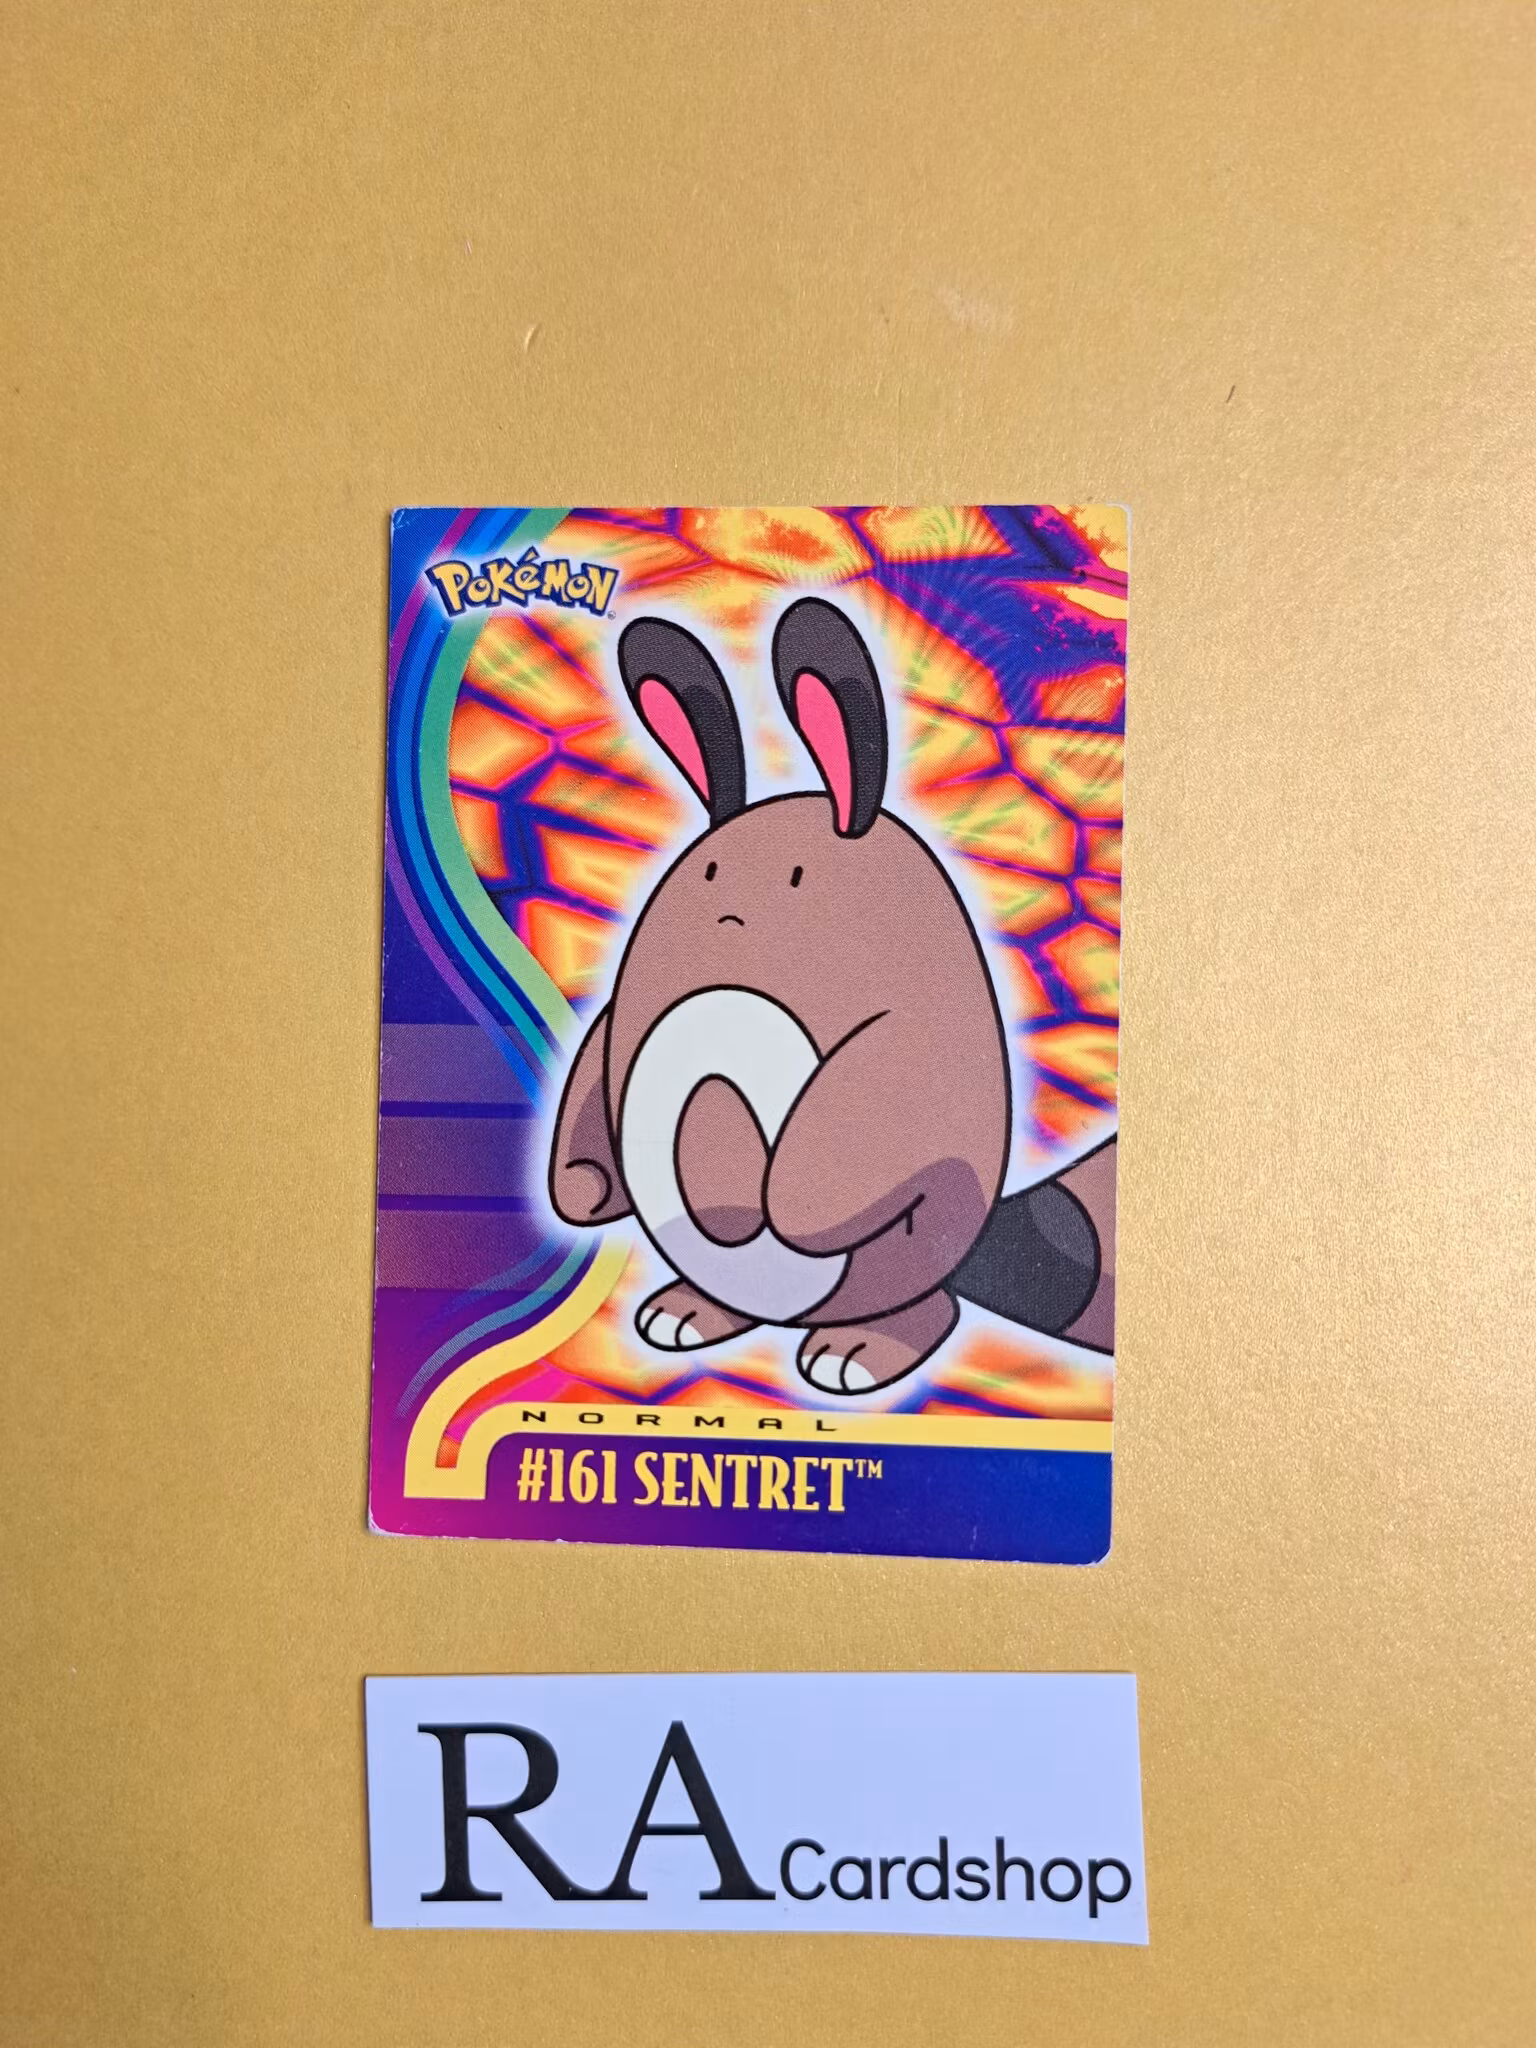 POKéMON
NORMAL
#161 SENTRET™
RA Cardshop